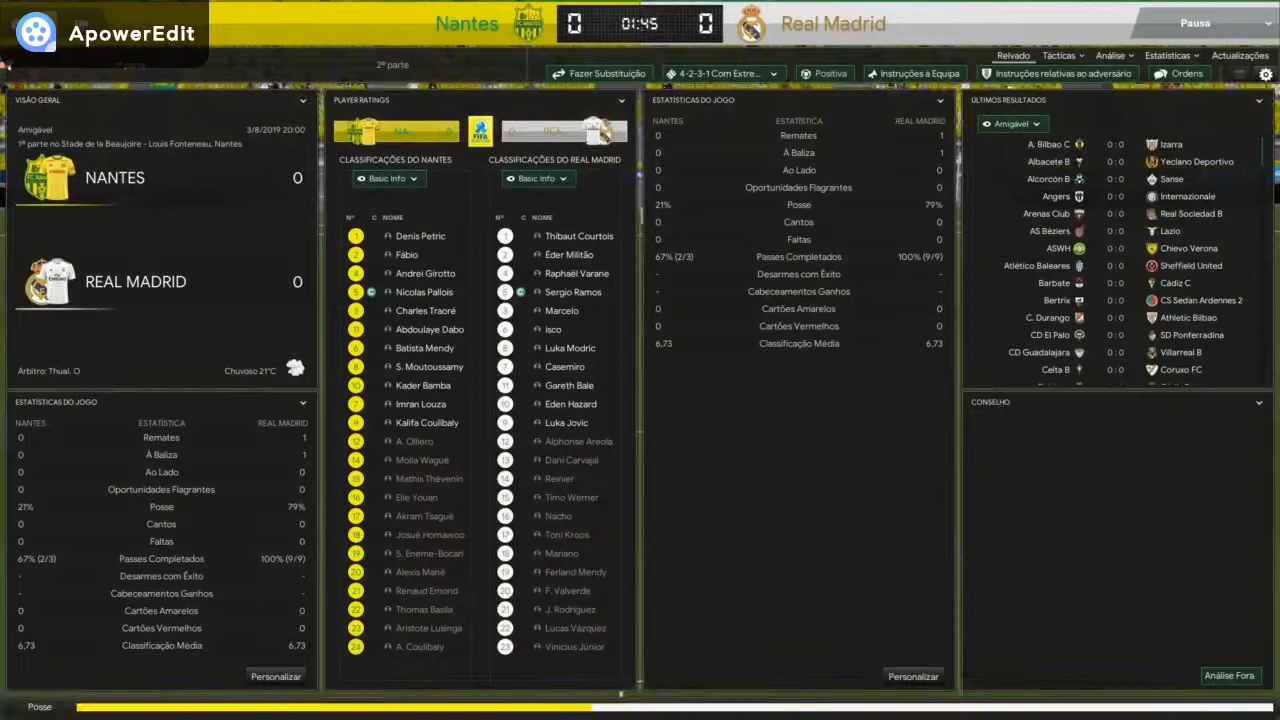 ApowerEdit
Nantes 0 01:45 0 Real Madrid
Pausa
Relvado Tácticas Análise Estatísticas Actualizações
2ª parte
Fazer Substituição 4-2-3-1 Com Extre... Positiva Instruções à Equipa Instruções relativas ao adversário Ordens
VISÃO GERAL
Amigável 3/8/2019 20:00
1ª parte no Stade de la Beaujoire - Louis Fonteneau, Nantes
NANTES 0
REAL MADRID 0
Árbitro: Thual. O Chuvoso 21°C
ESTATÍSTICAS DO JOGO
NANTES ESTATÍSTICA REAL MADRID
0 Remates 1
0 À Baliza 1
0 Ao Lado 0
0 Oportunidades Flagrantes 0
21% Posse 79%
0 Cantos 0
0 Faltas 0
67% (2/3) Passes Completados 100% (9/9)
- Desarmes com Êxito -
- Cabeceamentos Ganhos -
0 Cartões Amarelos 0
0 Cartões Vermelhos 0
6,73 Classificação Média 6,73
Personalizar
PLAYER RATINGS
CLASSIFICAÇÕES DO NANTES
Basic Info
Nº C NOME
1 Denis Petric
2 Fábio
4 Andrei Girotto
5 C Nicolas Pallois
3 Charles Traoré
11 Abdoulaye Dabo
6 Batista Mendy
8 S. Moutoussamy
10 Kader Bamba
7 Imran Louza
9 Kalifa Coulibaly
12 A. Olliero
14 Molla Wagué
15 Mathis Thévenin
16 Elie Youan
17 Akram Tsagué
18 Josué Homawoo
19 S. Eneme-Bocari
20 Alexis Mané
21 Renaud Emond
22 Thomas Basila
23 Aristote Lusinga
24 A. Coulibaly
CLASSIFICAÇÕES DO REAL MADRID
Basic Info
Nº C NOME
1 Thibaut Courtois
2 Éder Militão
4 Raphaël Varane
5 C Sergio Ramos
3 Marcelo
6 Isco
8 Luka Modric
7 Casemiro
11 Gareth Bale
10 Eden Hazard
9 Luka Jovic
12 Alphonse Areola
13 Dani Carvajal
14 Reinier
15 Timo Werner
16 Nacho
17 Toni Kroos
18 Mariano
19 Ferland Mendy
20 F. Valverde
21 J. Rodríguez
22 Lucas Vázquez
23 Vinícius Júnior
ESTATÍSTICAS DO JOGO
NANTES ESTATÍSTICA REAL MADRID
0 Remates 1
0 À Baliza 1
0 Ao Lado 0
0 Oportunidades Flagrantes 0
21% Posse 79%
0 Cantos 0
0 Faltas 0
67% (2/3) Passes Completados 100% (9/9)
- Desarmes com Êxito -
- Cabeceamentos Ganhos -
0 Cartões Amarelos 0
0 Cartões Vermelhos 0
6,73 Classificação Média 6,73
Personalizar
ÚLTIMOS RESULTADOS
Amigável
A. Bilbao C 0 : 0 Izarra
Albacete B 0 : 0 Yeclano Deportivo
Alcorcón B 0 : 0 Sanse
Angers 0 : 0 Internazionale
Arenas Club 0 : 0 Real Sociedad B
AS Béziers 0 : 0 Lazio
ASWH 0 : 0 Chievo Verona
Atlético Baleares 0 : 0 Sheffield United
Barbate 0 : 0 Cádiz C
Bertrix 0 : 0 CS Sedan Ardennes 2
C. Durango 0 : 0 Athletic Bilbao
CD El Palo 0 : 0 SD Ponferradina
CD Guadalajara 0 : 0 Villarreal B
Celta B 0 : 0 Coruxo FC
CONSELHO
Análise Fora
Posse